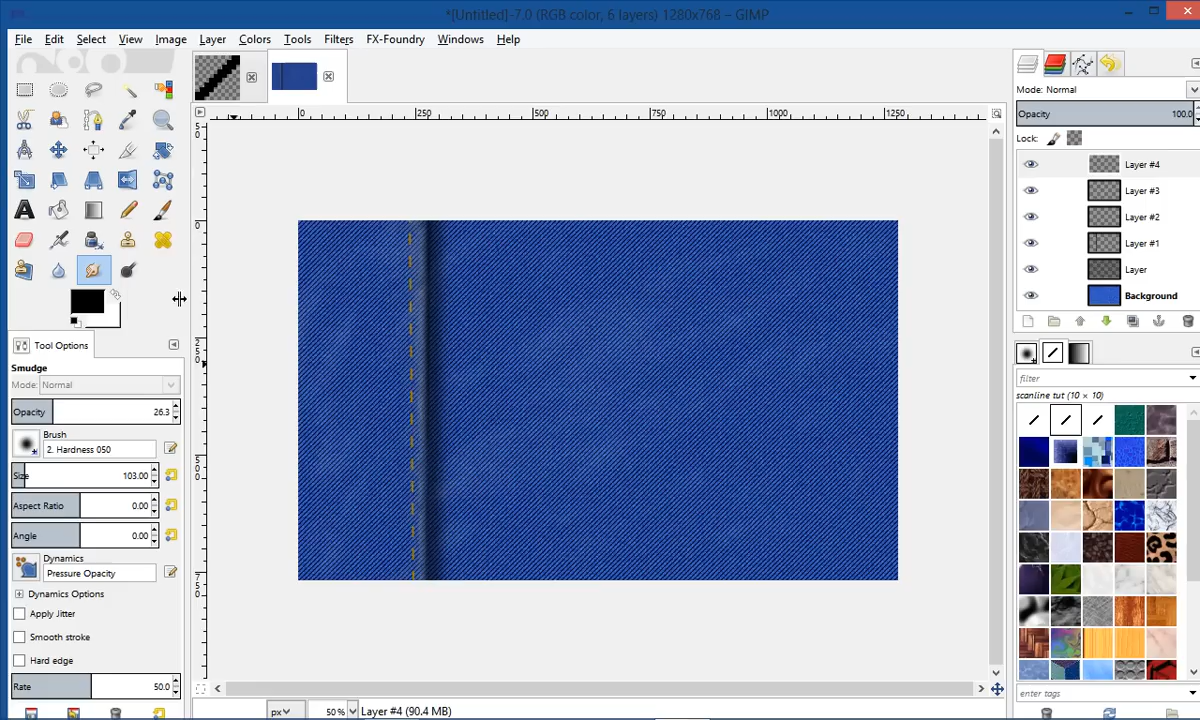 *[Untitled]-7.0 (RGB color, 6 layers) 1280x768 – GIMP
File Edit Select View Image Layer Colors Tools Filters FX-Foundry Windows Help
Mode: Normal
Opacity 100.0
Lock:
0 250 500 750 1000 1250
0
250
500
750
Layer #4
Layer #3
Layer #2
Layer #1
Layer
Background
Tool Options
Smudge
Mode: Normal
Opacity 26.3
Brush
2. Hardness 050
Size 103.00
Aspect Ratio 0.00
Angle 0.00
Dynamics
Pressure Opacity
Dynamics Options
Apply Jitter
Smooth stroke
Hard edge
Rate 50.0
filter
scanline tut (10 × 10)
enter tags
px 50 % Layer #4 (90.4 MB)